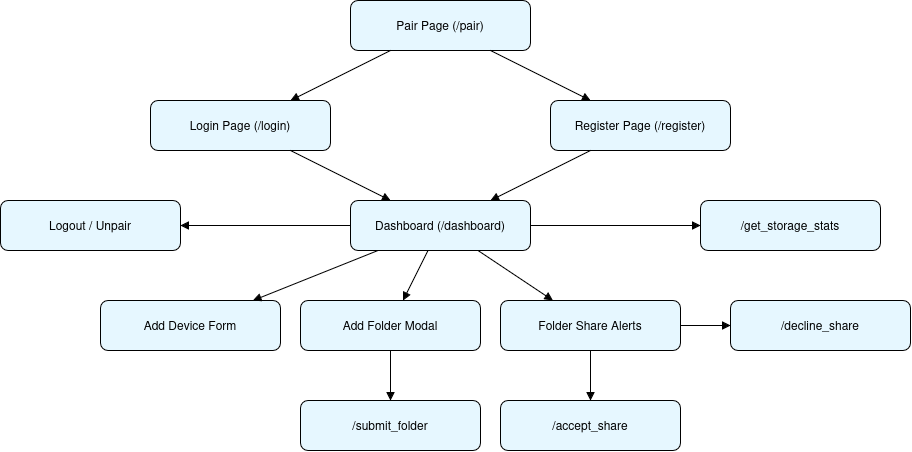 Pair Page (/pair)
Login Page (/login)
Register Page (/register)
Logout / Unpair
Dashboard (/dashboard)
/get_storage_stats
Add Device Form
Add Folder Modal
Folder Share Alerts
/decline_share
/submit_folder
/accept_share